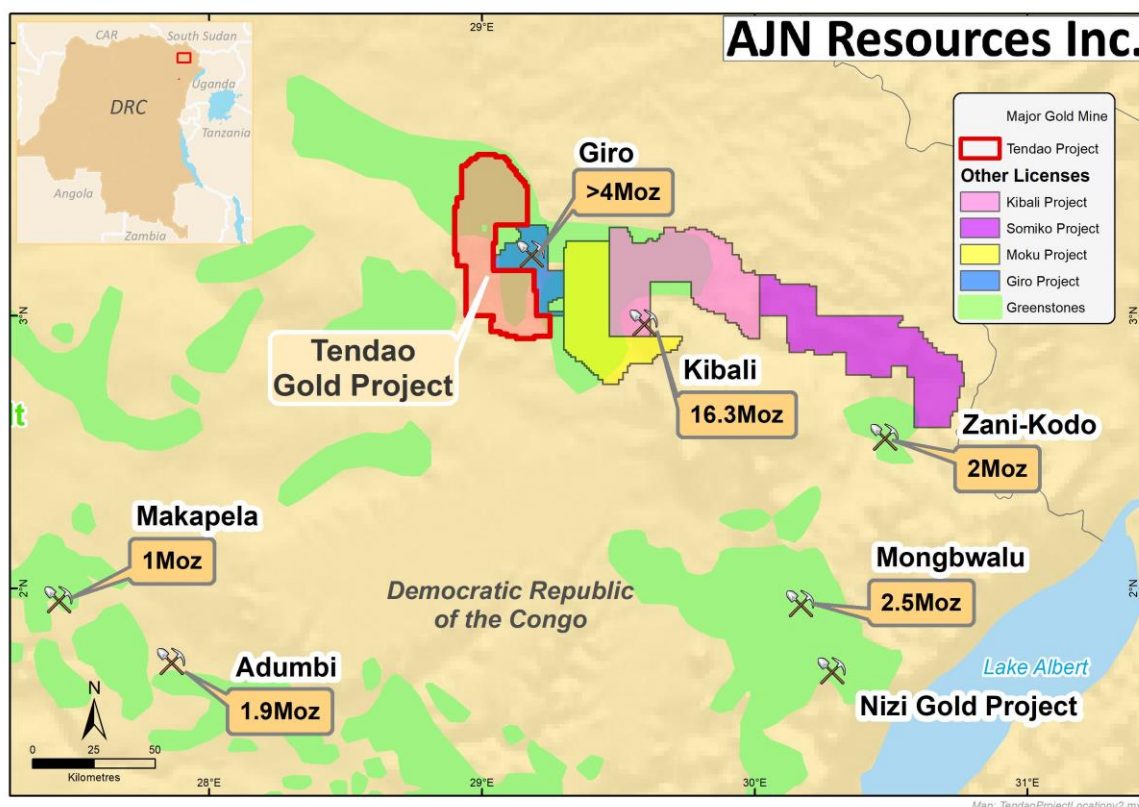 AJN Resources Inc.
CAR
South Sudan
Uganda
DRC
Tanzania
Angola
Zambia
29°E
Major Gold Mine
Tendao Project
Other Licenses
Kibali Project
Somiko Project
Moku Project
Giro Project
Greenstones
Giro
>4Moz
3°N
3°N
Tendao
Gold Project
Kibali
16.3Moz
lt
Zani-Kodo
2Moz
Makapela
1Moz
Mongbwalu
2.5Moz
2°N
2°N
Democratic Republic
of the Congo
Lake Albert
Adumbi
1.9Moz
Nizi Gold Project
N
0 25 50
Kilometres
28°E
29°E
30°E
31°E
Map: TendaoProjectLocationv2.mx